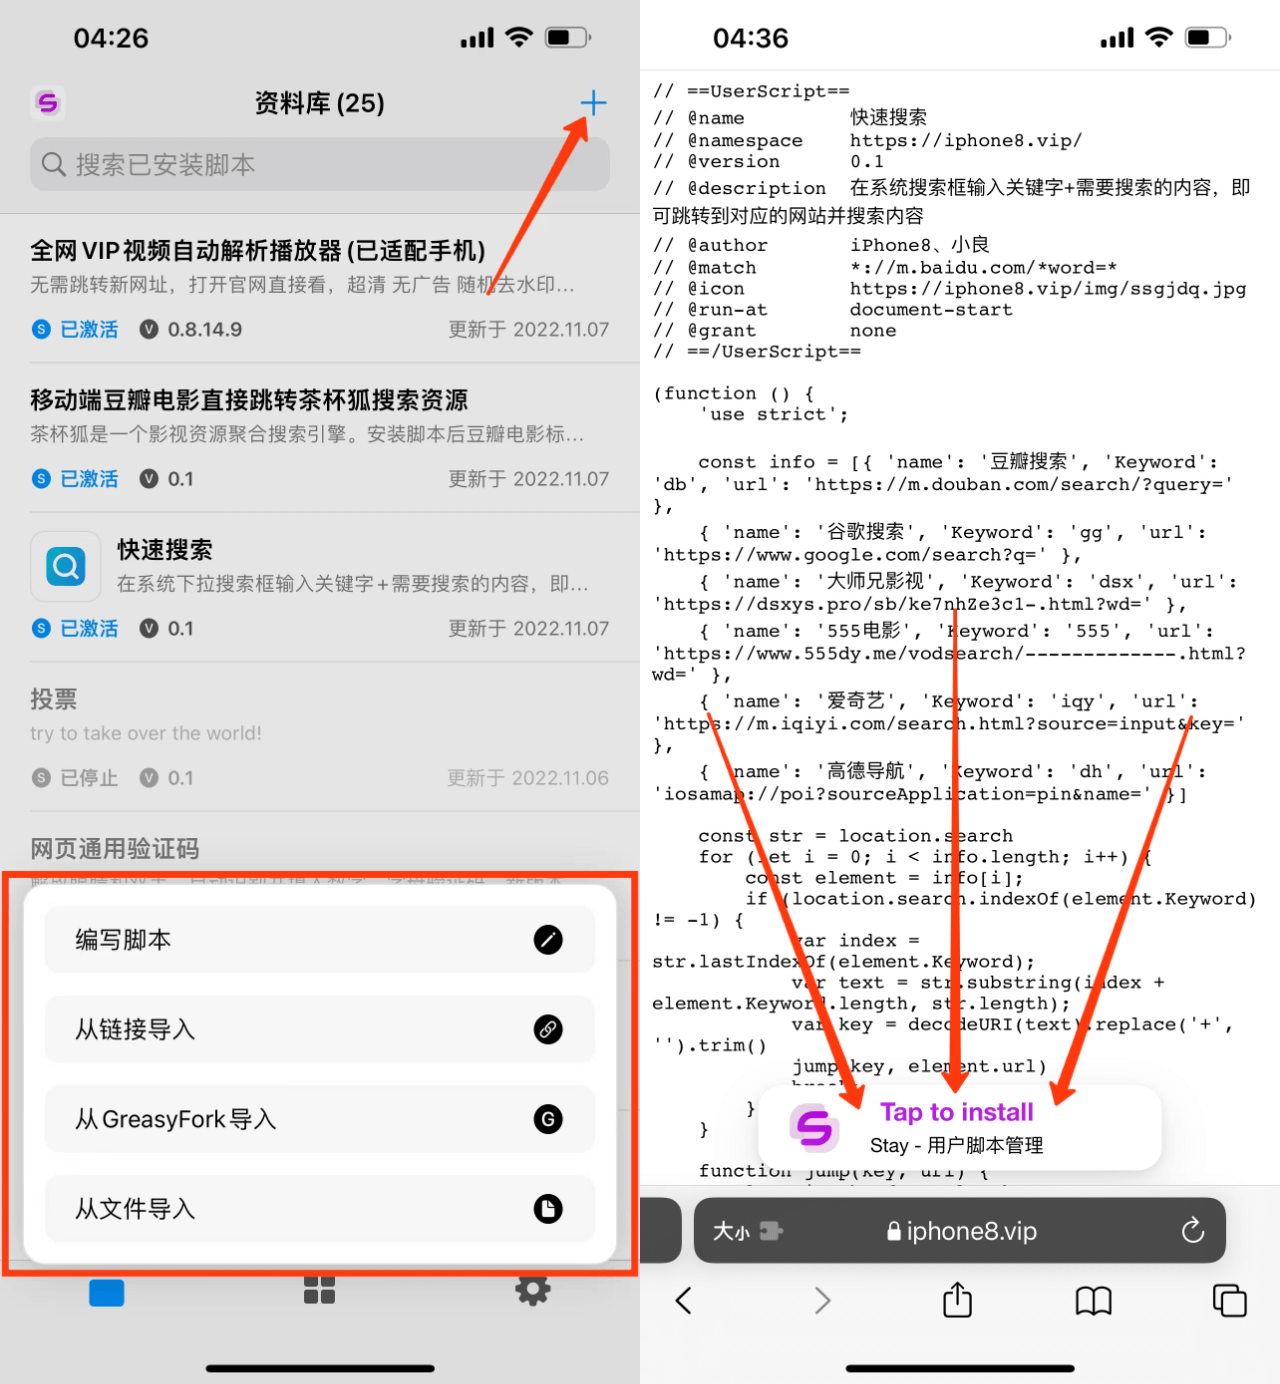 04:26
资料库 (25)
搜索已安装脚本
全网VIP视频自动解析播放器(已适配手机)
无需跳转新网址，打开官网直接看，超清 无广告 随机去水印...
S 已激活 V 0.8.14.9 更新于 2022.11.07
移动端豆瓣电影直接跳转茶杯狐搜索资源
茶杯狐是一个影视资源聚合搜索引擎。安装脚本后豆瓣电影标...
S 已激活 V 0.1 更新于 2022.11.07
快速搜索
在系统下拉搜索框输入关键字+需要搜索的内容，即...
S 已激活 V 0.1 更新于 2022.11.07
投票
try to take over the world!
S 已停止 V 0.1 更新于 2022.11.06
网页通用验证码
编写脚本
从链接导入
从GreasyFork导入
G
从文件导入
04:36
// ==UserScript==
// @name 快速搜索
// @namespace https://iphone8.vip/
// @version 0.1
// @description 在系统搜索框输入关键字+需要搜索的内容，即
可跳转到对应的网站并搜索内容
// @author iPhone8、小良
// @match *://m.baidu.com/*word=*
// @icon https://iphone8.vip/img/ssgjdq.jpg
// @run-at document-start
// @grant none
// ==/UserScript==
(function () {
'use strict';
const info = [{ 'name': '豆瓣搜索', 'Keyword':
'db', 'url': 'https://m.douban.com/search/?query='
},
{ 'name': '谷歌搜索', 'Keyword': 'gg', 'url':
'https://www.google.com/search?q=' },
{ 'name': '大师兄影视', 'Keyword': 'dsx', 'url':
'https://dsxys.pro/sb/ke7nhZe3c1-.html?wd=' },
{ 'name': '555电影', 'Keyword': '555', 'url':
'https://www.555dy.me/vodsearch/-------------.html?
wd=' },
{ 'name': '爱奇艺', 'Keyword': 'iqy', 'url':
'https://m.iqiyi.com/search.html?source=input&key='
},
{ 'name': '高德导航', 'Keyword': 'dh', 'url':
'iosamap://poi?sourceApplication=pin&name=' }]
const str = location.search
for (let i = 0; i < info.length; i++) {
const element = info[i];
if (location.search.indexOf(element.Keyword)
!= -1) {
var index =
str.lastIndexOf(element.Keyword);
var text = str.substring(index +
element.Keyword.length, str.length);
var key = decodeURI(text).replace('+',
'').trim()
jump(key, element.url)
}
}
Tap to install
Stay - 用户脚本管理
function jump(key, url) {
大小 iphone8.vip